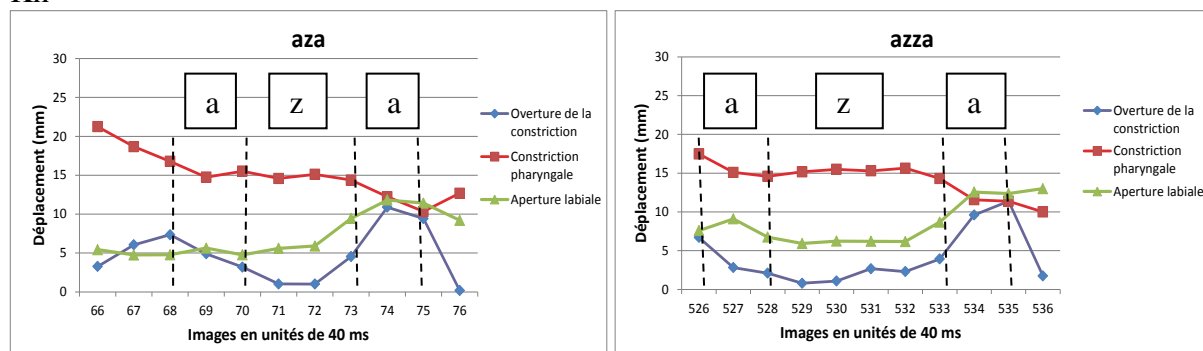 aza
30
25
20
15
10
5
0
Déplacement (mm)
a
z
a
66 67 68 69 70 71 72 73 74 75 76
Images en unités de 40 ms
Overture de la
constriction
Constriction
pharyngale
Aperture labiale
azza
30
25
20
15
10
5
0
Déplacement (mm)
a
z
a
526 527 528 529 530 531 532 533 534 535 536
Images en unités de 40 ms
Overture de la
constriction
Constriction
pharyngale
Aperture labiale